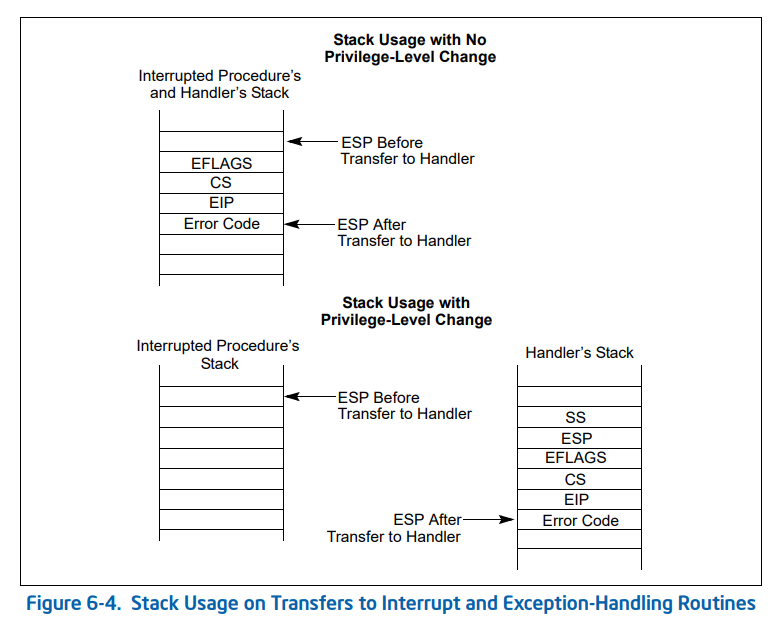 Stack Usage with No
Privilege-Level Change
Interrupted Procedure's
and Handler's Stack
ESP Before
Transfer to Handler
EFLAGS
CS
EIP
Error Code
ESP After
Transfer to Handler
Stack Usage with
Privilege-Level Change
Interrupted Procedure's
Stack
Handler's Stack
ESP Before
Transfer to Handler
SS
ESP
EFLAGS
CS
EIP
ESP After
Transfer to Handler
Error Code
Figure 6-4. Stack Usage on Transfers to Interrupt and Exception-Handling Routines